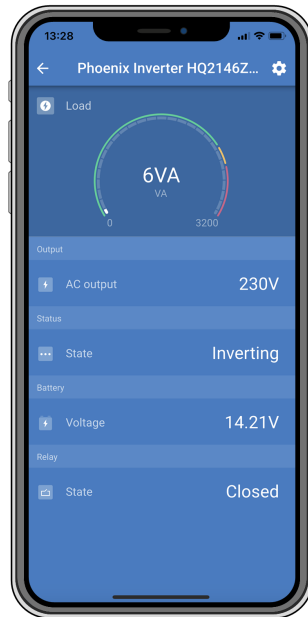 13:28
Phoenix Inverter HQ2146Z...
Load
6VA
VA
0 3200
Output
AC output 230V
Status
State Inverting
Battery
Voltage 14.21V
Relay
State Closed